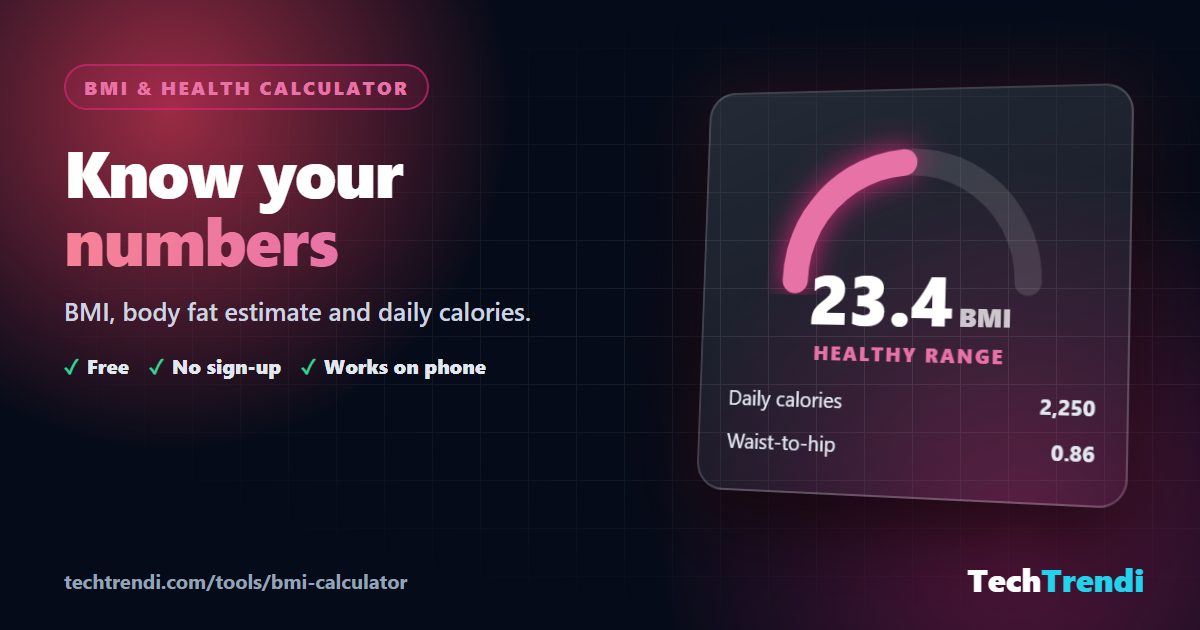 BMI & HEALTH CALCULATOR
Know your
numbers
BMI, body fat estimate and daily calories.
✓ Free ✓ No sign-up ✓ Works on phone
23.4 BMI
HEALTHY RANGE
Daily calories 2,250
Waist-to-hip 0.86
techtrendi.com/tools/bmi-calculator
TechTrendi